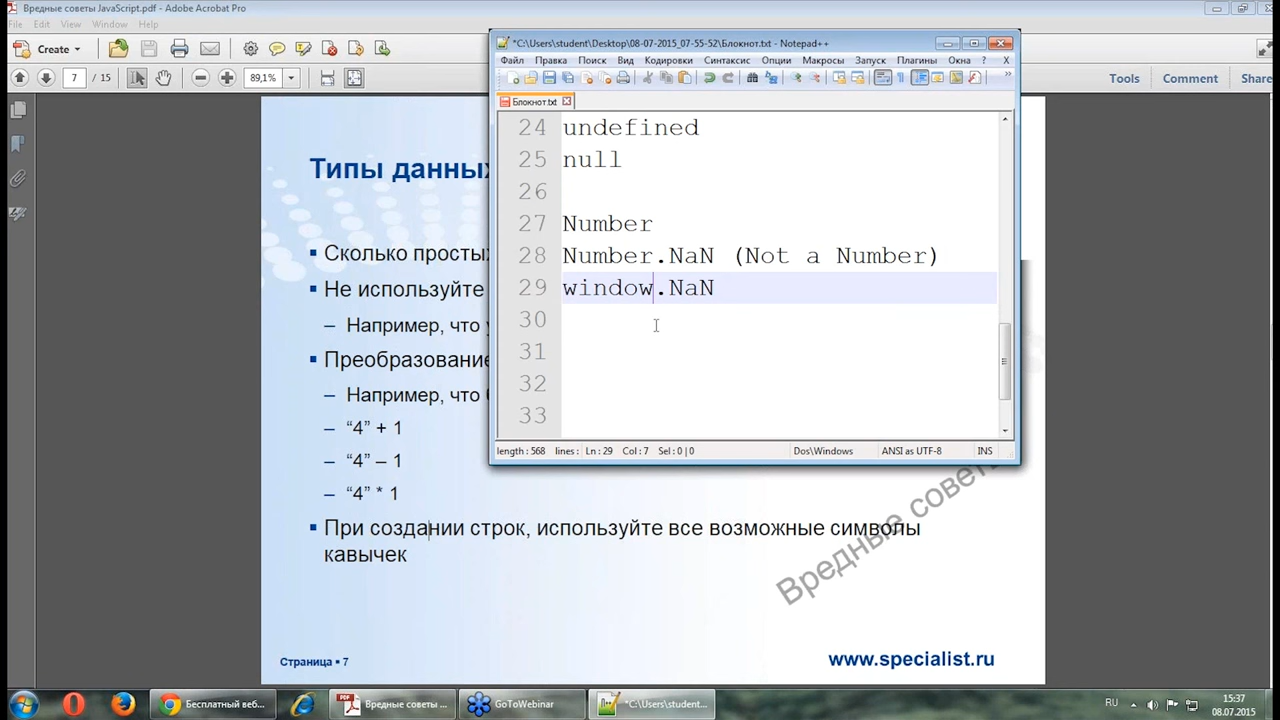 Вредные советы JavaScript.pdf - Adobe Acrobat Pro
File Edit View Window Help
Create
7 / 15
89,1%
Tools Comment Share
*C:\Users\student\Desktop\08-07-2015_07-55-52\Блокнот.txt - Notepad++
Файл Правка Поиск Вид Кодировки Синтаксис Опции Макросы Запуск Плагины Окна ? X
Блокнот.txt
24 undefined
25 null
26
27 Number
28 Number.NaN (Not a Number)
29 window.NaN
30
31
32
33
length : 568 lines : Ln : 29 Col : 7 Sel : 0 | 0 Dos\Windows ANSI as UTF-8 INS
Типы данных
▪ Сколько простых
▪ Не используйте
– Например, что
▪ Преобразование
– Например, что
– “4” + 1
– “4” – 1
– “4” * 1
▪ При создании строк, используйте все возможные символы
кавычек
Вредные советы
Страница ▪ 7
www.specialist.ru
Бесплатный веб...
Вредные советы ...
GoToWebinar
*C:\Users\student...
RU
15:37
08.07.2015